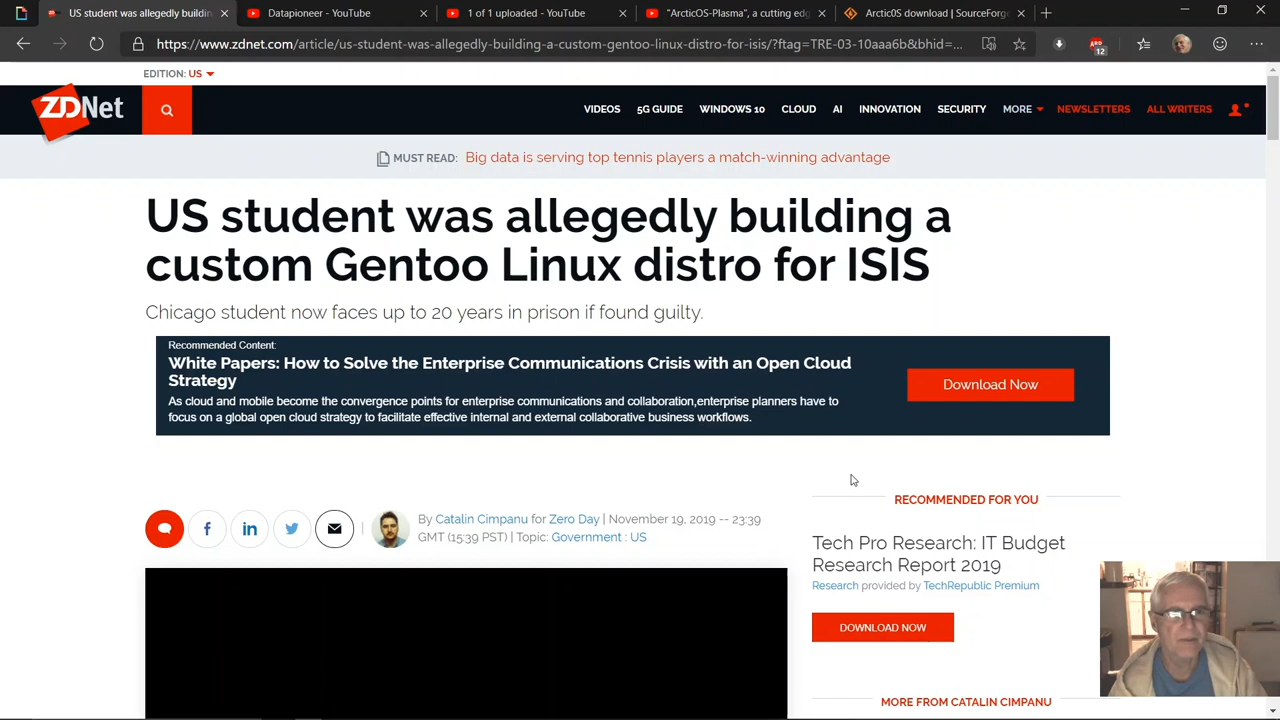 US student was allegedly buildin
Datapioneer - YouTube
1 of 1 uploaded - YouTube
"ArcticOS-Plasma", a cutting ed
Arctic0S download | SourceForg
https://www.zdnet.com/article/us-student-was-allegedly-building-a-custom-gentoo-linux-distro-for-isis/?ftag=TRE-03-10aaa6b&bhid=...
12
EDITION: US
ZDNet
VIDEOS 5G GUIDE WINDOWS 10 CLOUD AI INNOVATION SECURITY MORE NEWSLETTERS ALL WRITERS
MUST READ: Big data is serving top tennis players a match-winning advantage
US student was allegedly building a
custom Gentoo Linux distro for ISIS
Chicago student now faces up to 20 years in prison if found guilty.
Recommended Content:
White Papers: How to Solve the Enterprise Communications Crisis with an Open Cloud
Strategy
As cloud and mobile become the convergence points for enterprise communications and collaboration,enterprise planners have to
focus on a global open cloud strategy to facilitate effective internal and external collaborative business workflows.
Download Now
By Catalin Cimpanu for Zero Day | November 19, 2019 -- 23:39
GMT (15:39 PST) | Topic: Government : US
RECOMMENDED FOR YOU
Tech Pro Research: IT Budget
Research Report 2019
Research provided by TechRepublic Premium
DOWNLOAD NOW
MORE FROM CATALIN CIMPANU